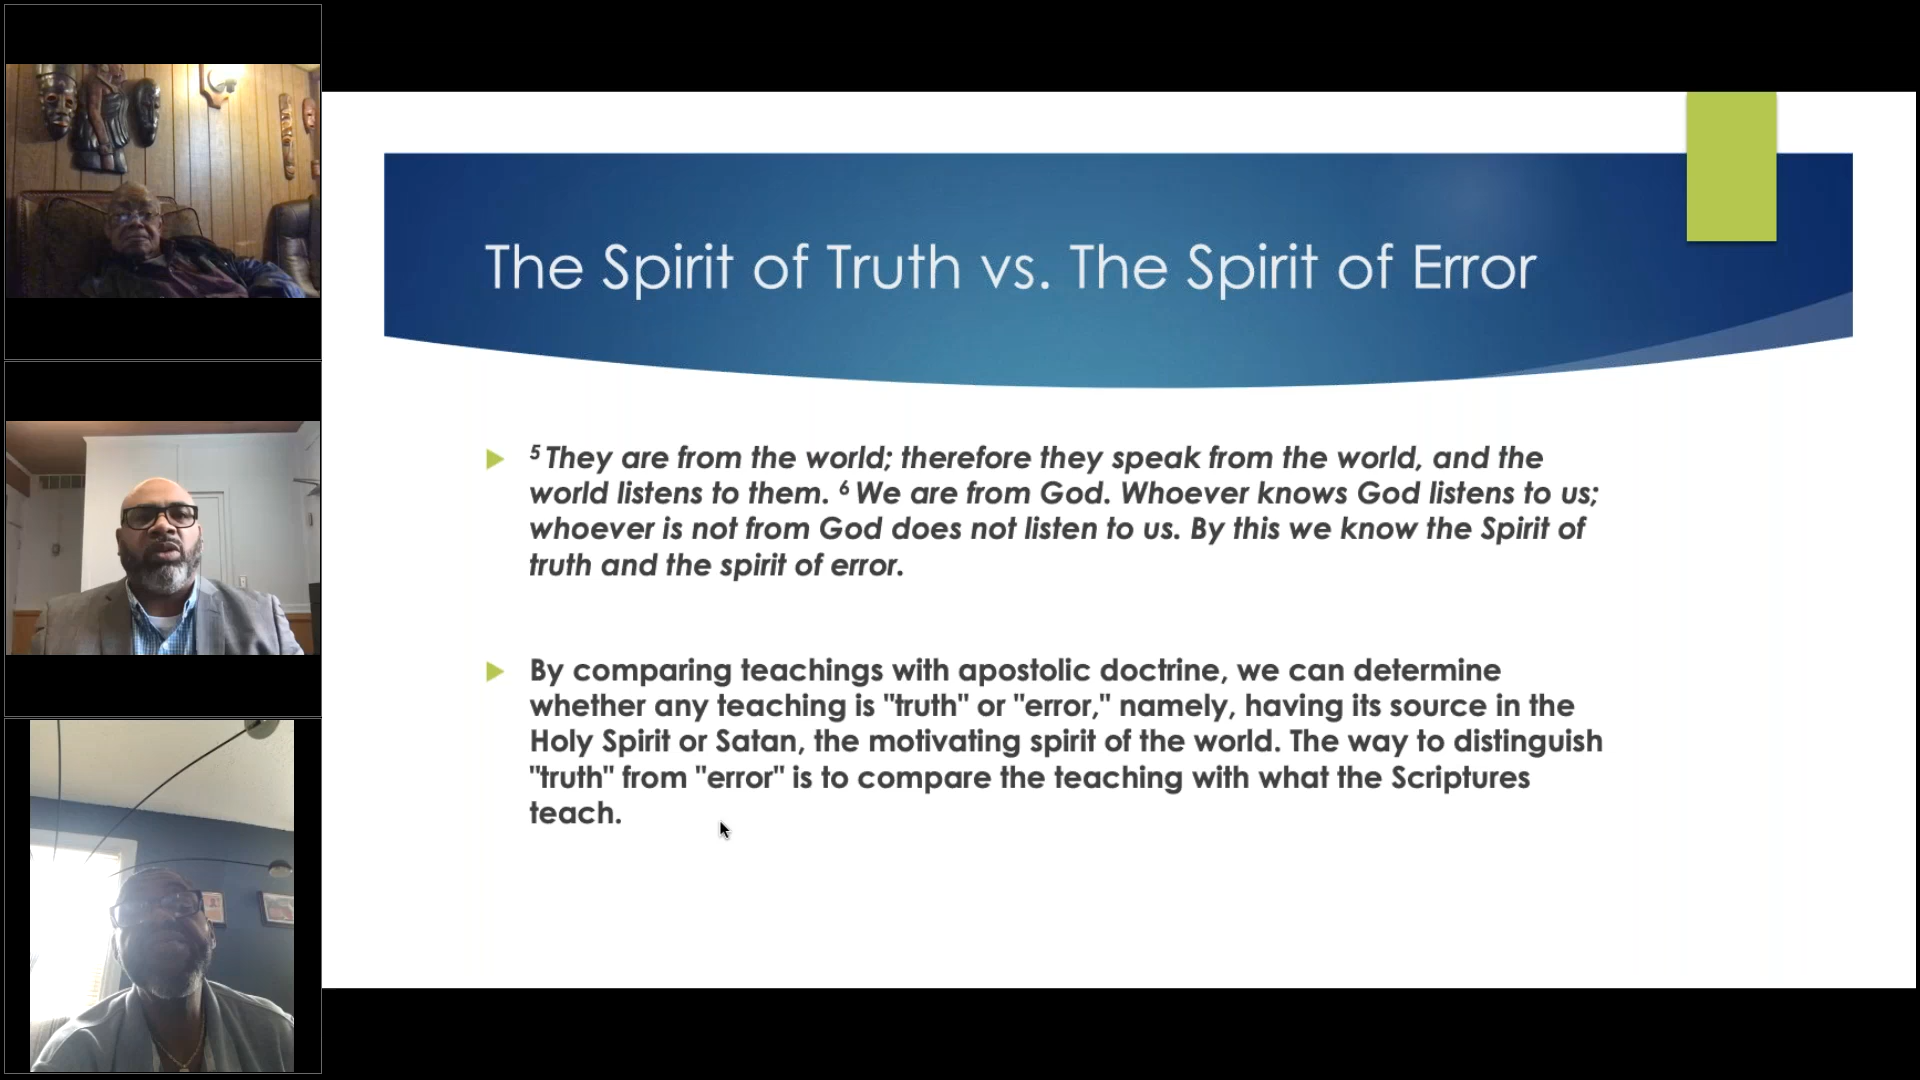 The Spirit of Truth vs. The Spirit of Error
⁵ They are from the world; therefore they speak from the world, and the
world listens to them. ⁶ We are from God. Whoever knows God listens to us;
whoever is not from God does not listen to us. By this we know the Spirit of
truth and the spirit of error.
By comparing teachings with apostolic doctrine, we can determine
whether any teaching is "truth" or "error," namely, having its source in the
Holy Spirit or Satan, the motivating spirit of the world. The way to distinguish
"truth" from "error" is to compare the teaching with what the Scriptures
teach.